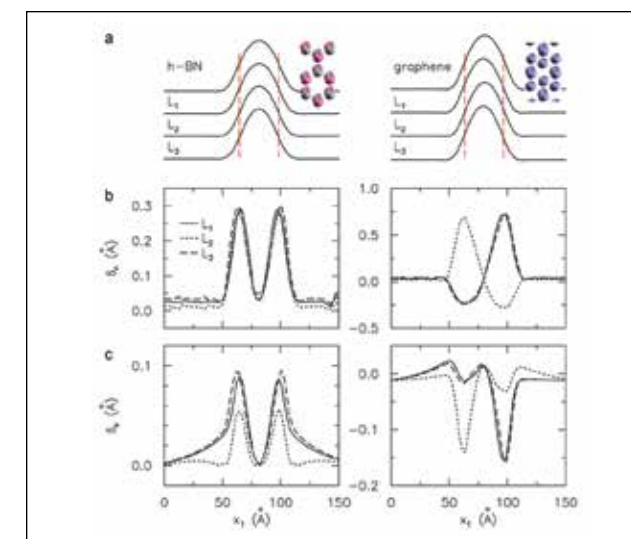 a
h-BN
L₁
L₂
L₃
graphene
L₁
L₂
L₃
b
δₓ (Å)
0.3
0.2
0.1
0.0
L₁
L₂
L₃
1.0
0.5
0.0
-0.5
c
(Å)
0.1
0.0
0 50 100 150
x₁ (Å)
0.0
-0.1
-0.2
0 50 100 150
(Å)